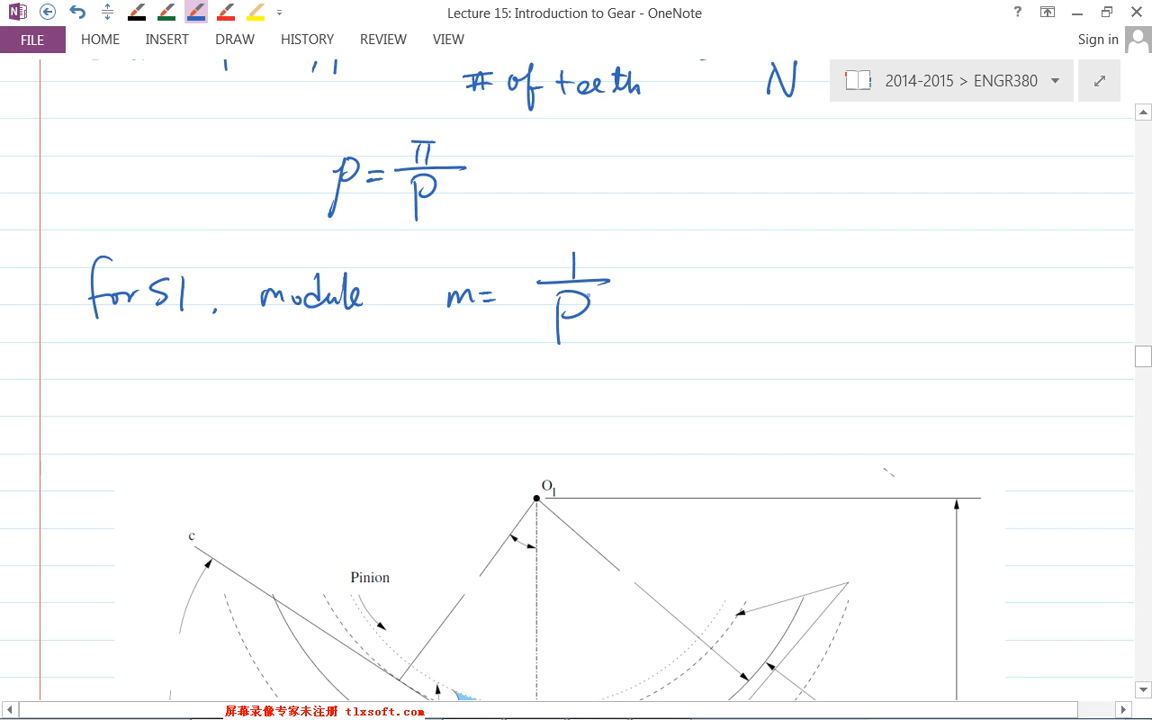 Lecture 15: Introduction to Gear - OneNote
?
FILE HOME INSERT DRAW HISTORY REVIEW VIEW
Sign in
2014-2015 > ENGR380
# of teeth N
p = π/P
for SI, module m = 1/P
O1
c
Pinion
屏幕录像专家未注册 tlxsoft.com